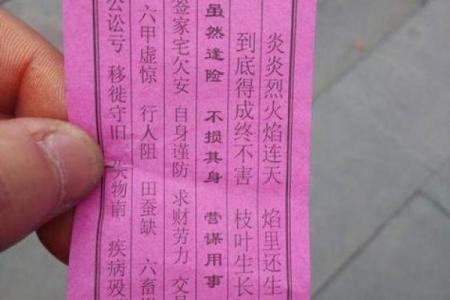 炎炎烈火焰连天 焰里还生
到底得成终不害 枝叶生长
虽然逢险 不损其身 营谋用事
签家宅欠安 自身谨防 求财劳力 交
六甲虚惊 行人阻 田蚕缺 六畜
公讼亏 移徙守旧 失物南 疾病